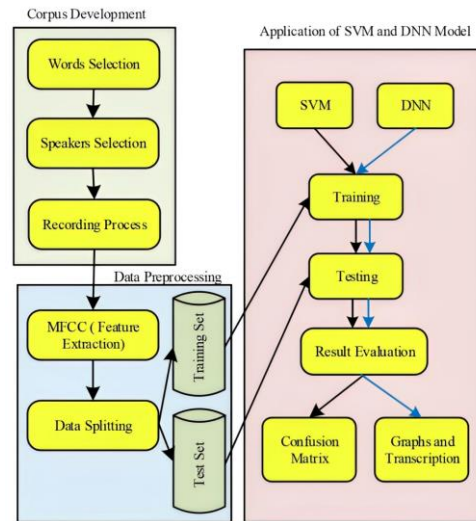 Corpus Development
Words Selection
Speakers Selection
Recording Process
Data Preprocessing
MFCC ( Feature
Extraction)
Data Splitting
Training Set
Test Set
Application of SVM and DNN Model
SVM
DNN
Training
Testing
Result Evaluation
Confusion
Matrix
Graphs and
Transcription